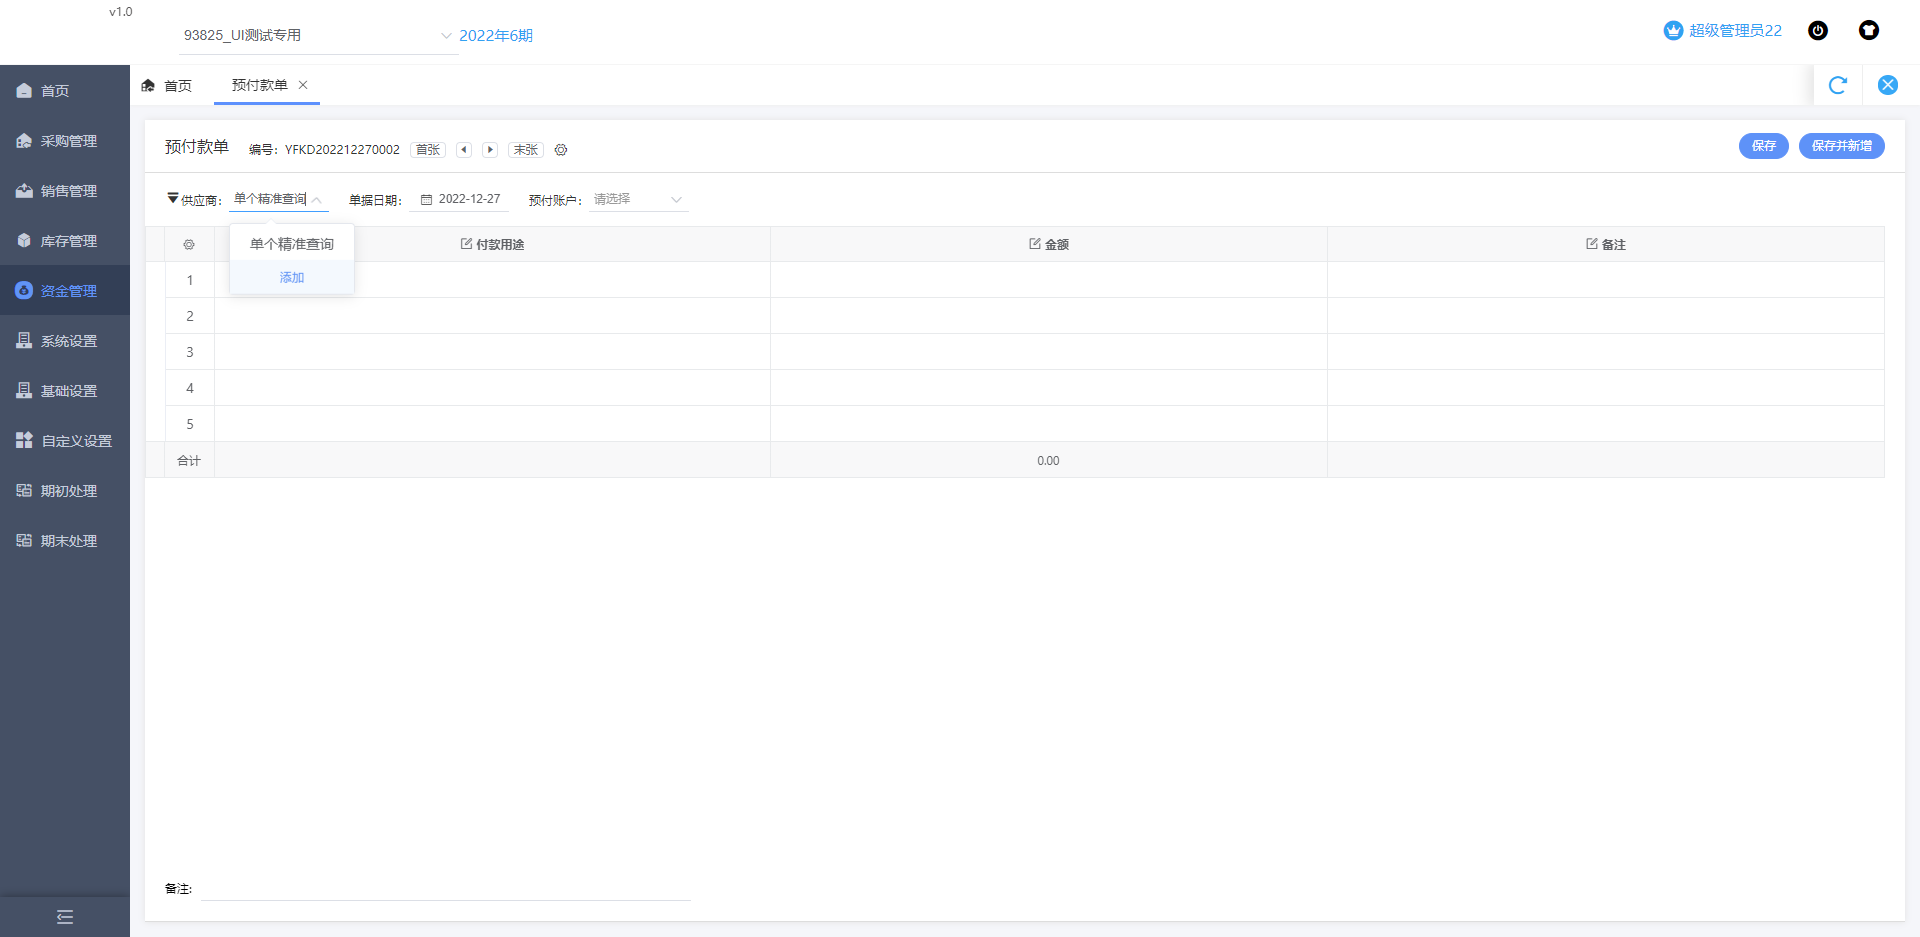 v1.0
93825_UI测试专用
2022年6期
超级管理员22
首页
采购管理
销售管理
库存管理
资金管理
系统设置
基础设置
自定义设置
期初处理
期末处理
首页
预付款单
预付款单
编号: YFKD202212270002
首张
末张
保存
保存并新增
供应商:
单个精准查询
单据日期:
2022-12-27
预付账户:
请选择
单个精准查询
添加
付款用途
金额
备注
1
2
3
4
5
合计
0.00
备注: